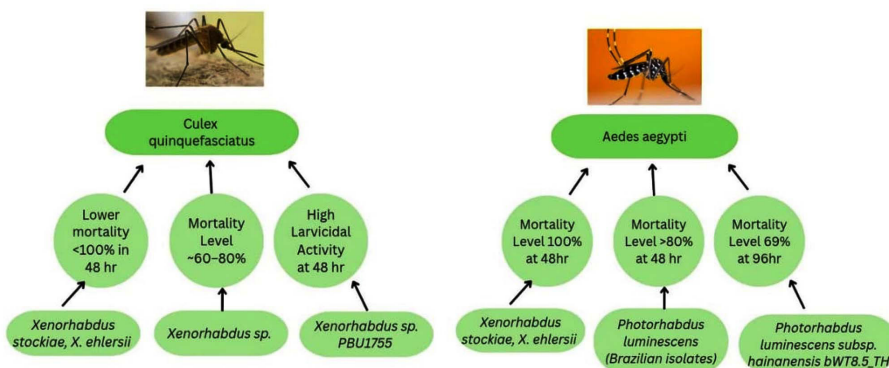 Culex
quinquefasciatus
Aedes aegypti
Lower
mortality
<100% in
48 hr
Mortality
Level
~60–80%
High
Larvicidal
Activity
at 48 hr
Mortality
Level 100%
at 48hr
Mortality
Level >80%
at 48 hr
Mortality
Level 69%
at 96hr
Xenorhabdus
stockiae, X. ehlersii
Xenorhabdus sp.
Xenorhabdus sp.
PBU1755
Xenorhabdus
stockiae, X. ehlersii
Photorhabdus
luminescens
(Brazilian isolates)
Photorhabdus
luminescens subsp.
hainanensis bWT8.5_TH